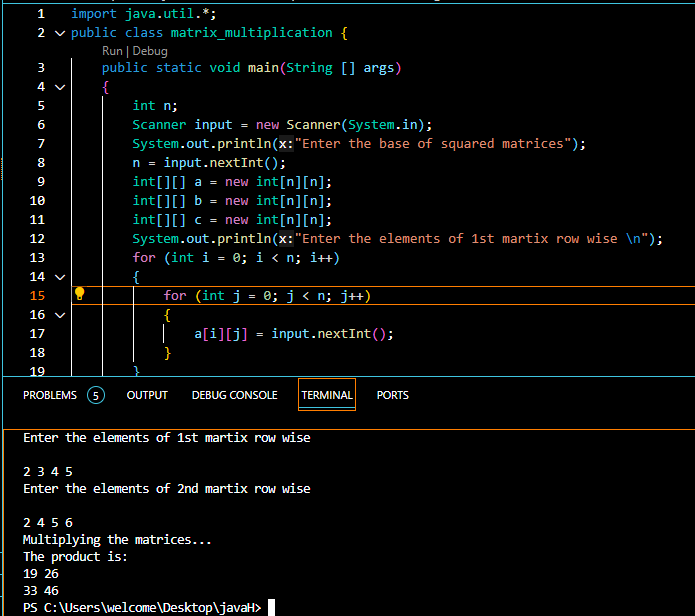 1 import java.util.*;
2 public class matrix_multiplication {
Run | Debug
3 public static void main(String [] args)
4 {
5 int n;
6 Scanner input = new Scanner(System.in);
7 System.out.println(x:"Enter the base of squared matrices");
8 n = input.nextInt();
9 int[][] a = new int[n][n];
10 int[][] b = new int[n][n];
11 int[][] c = new int[n][n];
12 System.out.println(x:"Enter the elements of 1st martix row wise \n");
13 for (int i = 0; i < n; i++)
14 {
15 for (int j = 0; j < n; j++)
16 {
17 a[i][j] = input.nextInt();
18 }
19 }
PROBLEMS 5 OUTPUT DEBUG CONSOLE TERMINAL PORTS
Enter the elements of 1st martix row wise
2 3 4 5
Enter the elements of 2nd martix row wise
2 4 5 6
Multiplying the matrices...
The product is:
19 26
33 46
PS C:\Users\welcome\Desktop\javaH>